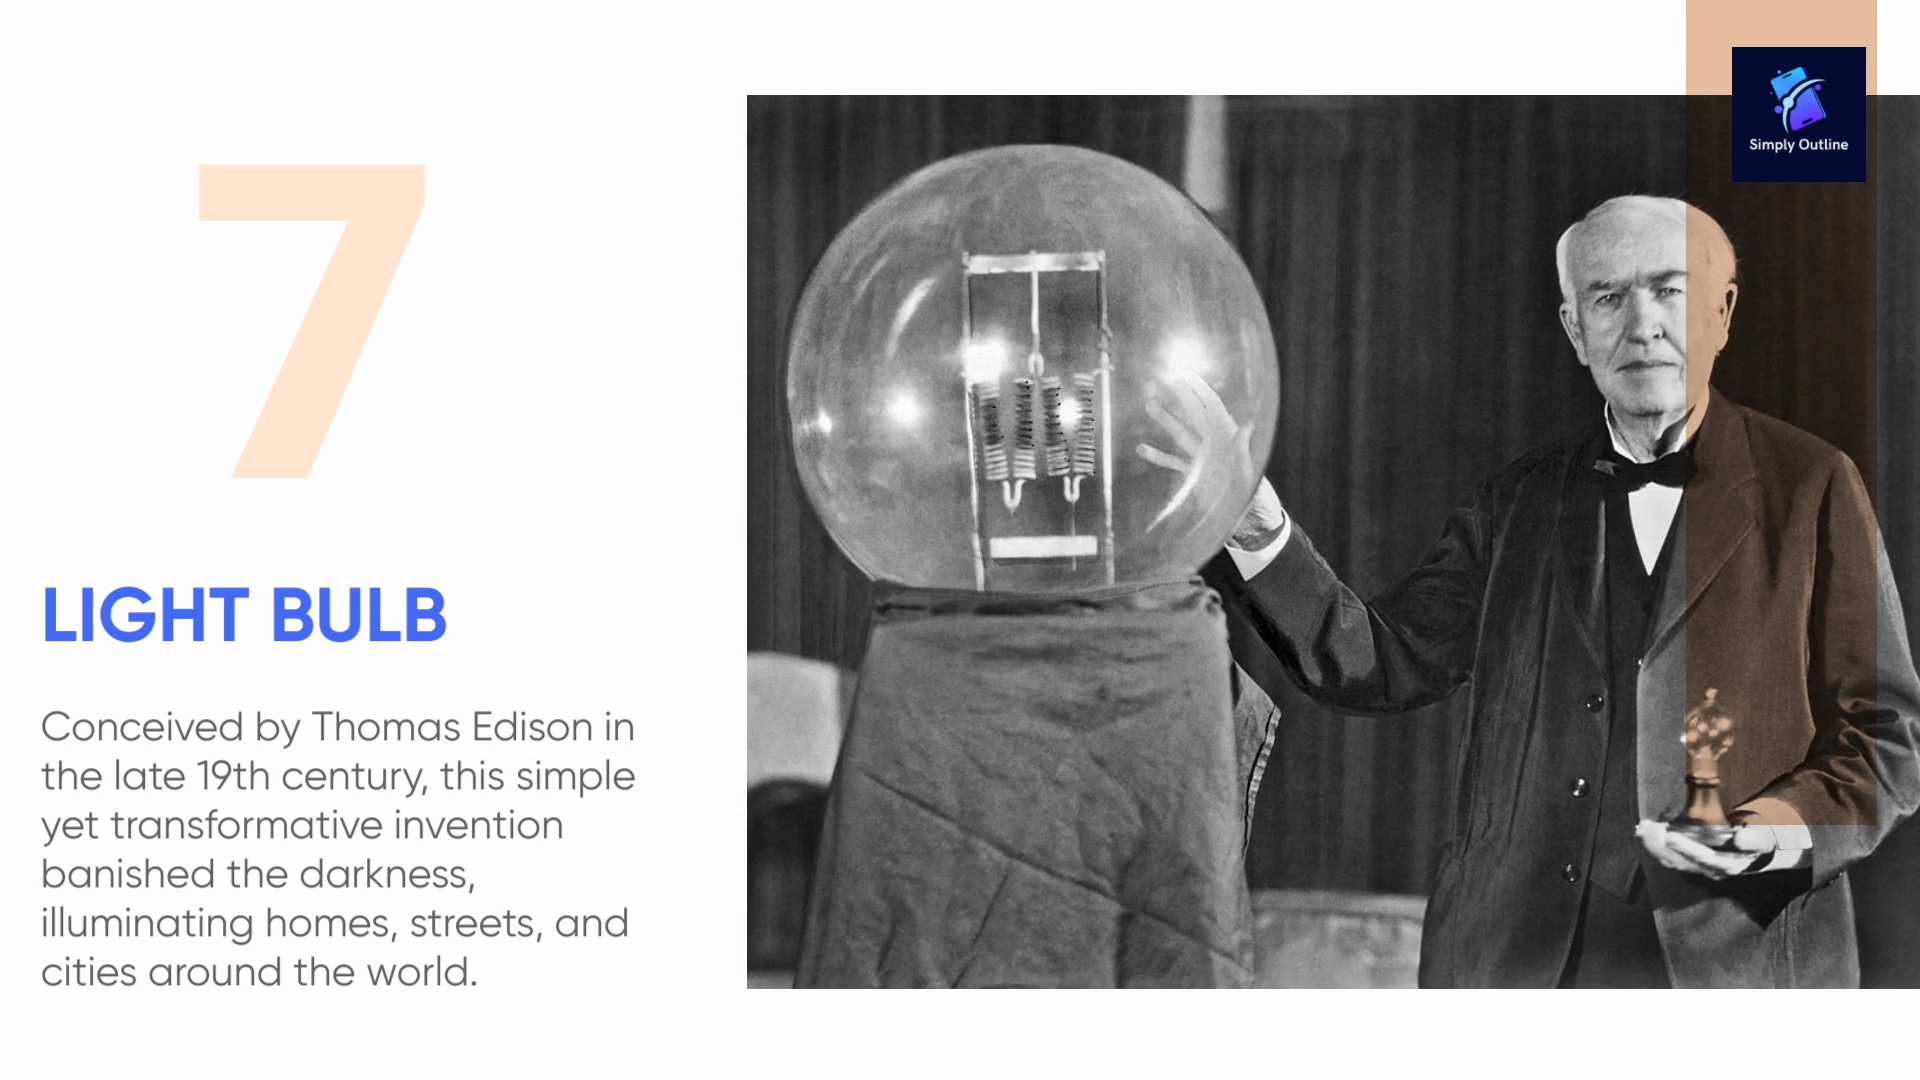 7
LIGHT BULB
Conceived by Thomas Edison in
the late 19th century, this simple
yet transformative invention
banished the darkness,
illuminating homes, streets, and
cities around the world.
Simply Outline